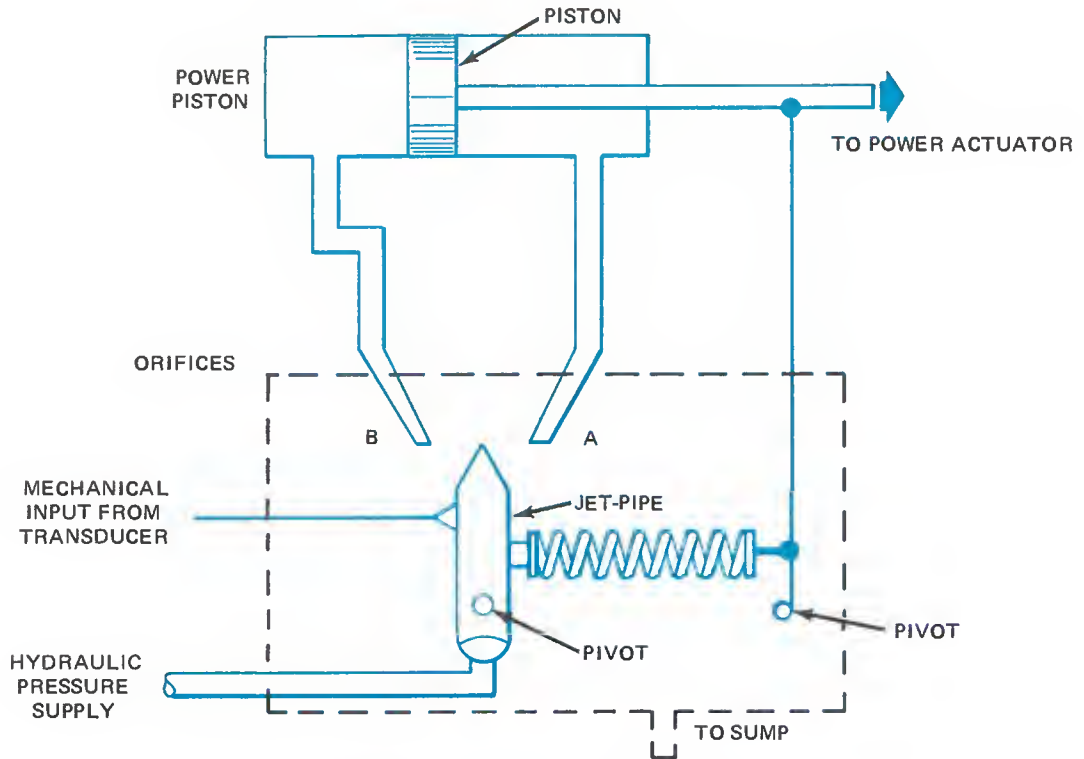 PISTON
POWER
PISTON
TO POWER ACTUATOR
ORIFICES
B
A
MECHANICAL
INPUT FROM
TRANSDUCER
JET-PIPE
PIVOT
PIVOT
HYDRAULIC
PRESSURE
SUPPLY
TO SUMP